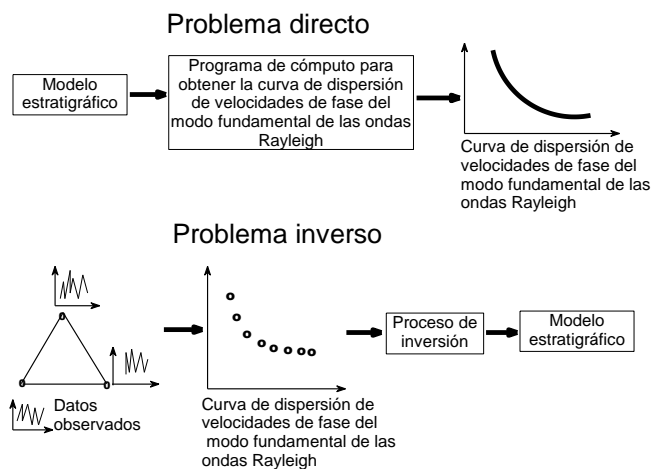 Problema directo
Modelo
estratigráfico
Programa de cómputo para
obtener la curva de dispersión
de velocidades de fase del
modo fundamental de las ondas
Rayleigh
Curva de dispersión de
velocidades de fase del
modo fundamental de las
ondas Rayleigh
Problema inverso
Datos
observados
Curva de dispersión de
velocidades de fase del
modo fundamental de las
ondas Rayleigh
Proceso de
inversión
Modelo
estratigráfico